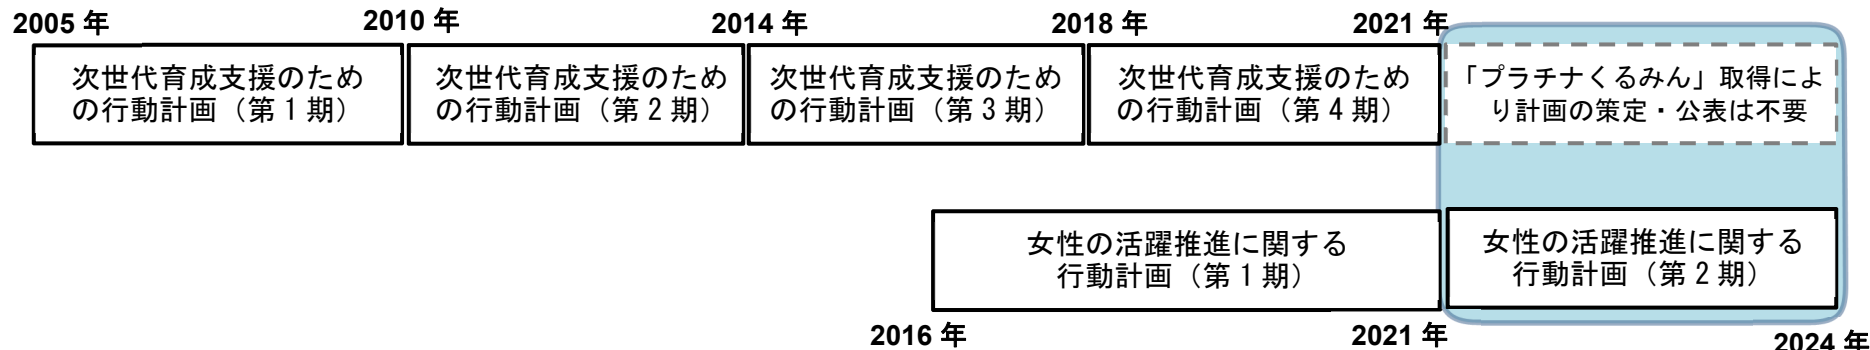 2005 年
2010 年
2014 年
2018 年
2021 年
次世代育成支援のため
の行動計画（第 1 期）
次世代育成支援のため
の行動計画（第 2 期）
次世代育成支援のため
の行動計画（第 3 期）
次世代育成支援のため
の行動計画（第 4 期）
「プラチナくるみん」取得によ
り計画の策定・公表は不要
女性の活躍推進に関する
行動計画（第 1 期）
女性の活躍推進に関する
行動計画（第 2 期）
2016 年
2021 年
2024 年